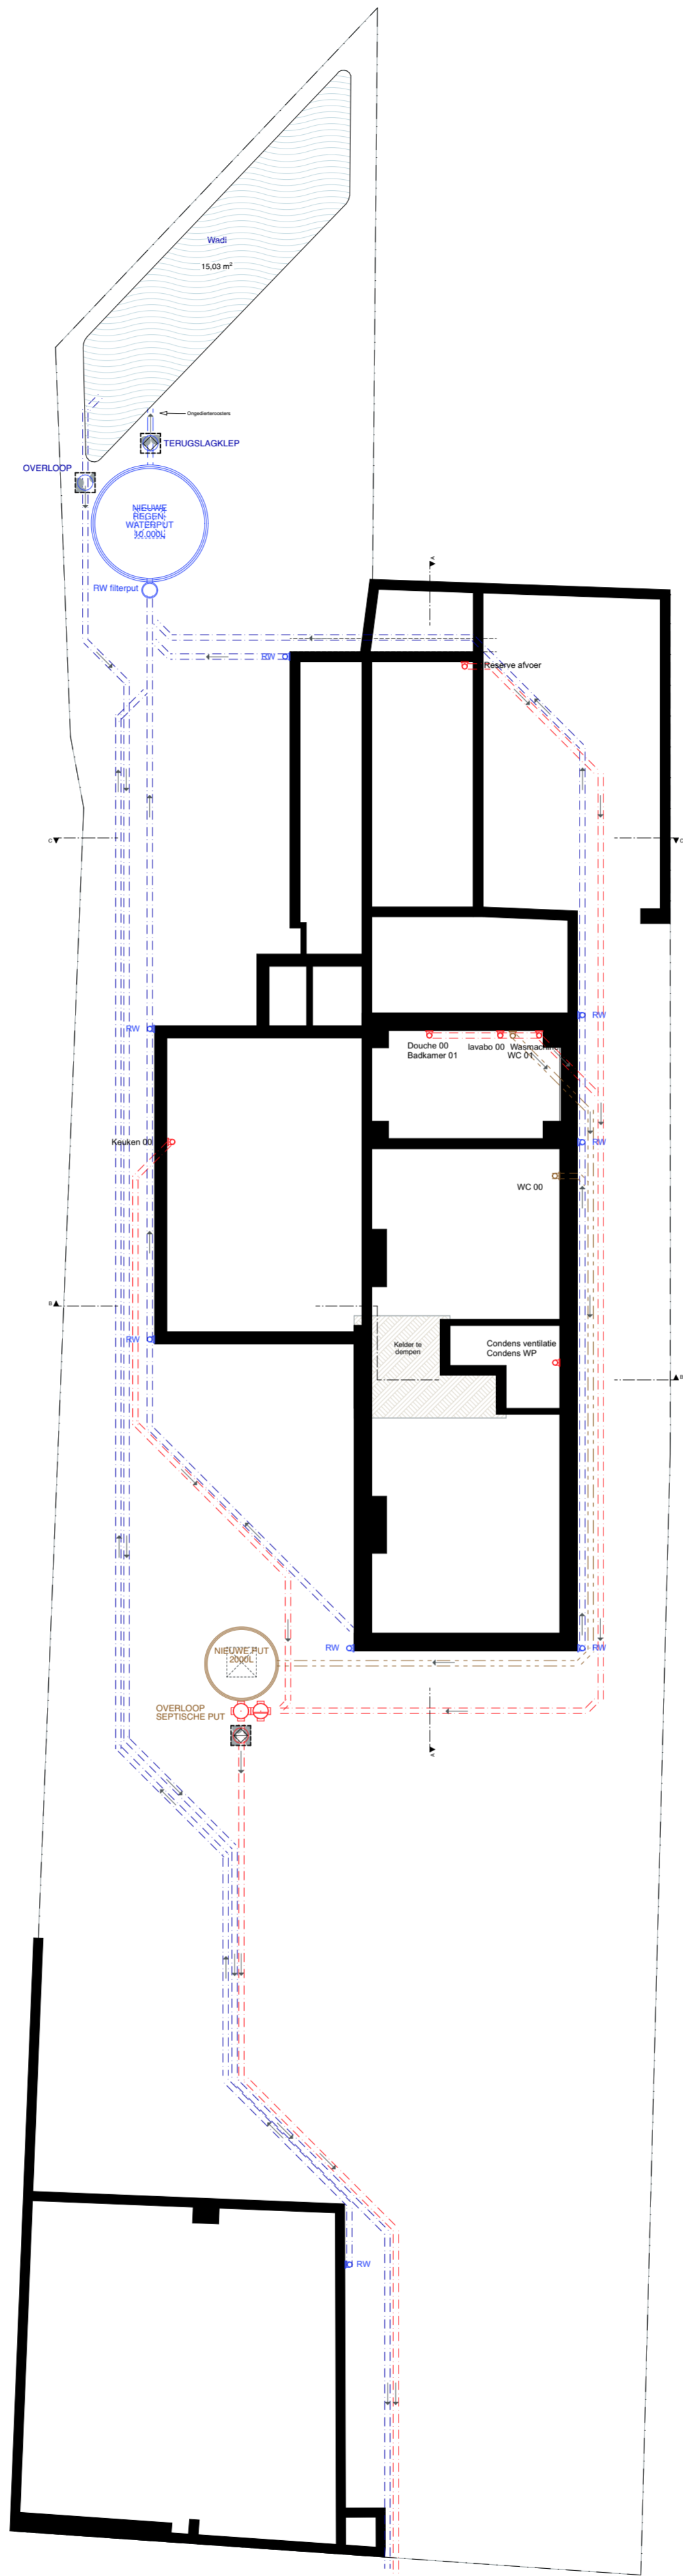 Wadi
15,03 m²
Ongedierteroosters
TERUGSLAGKLEP
OVERLOOP
NIEUWE
REGEN-
WATERPUT
10.000L
RW filterput
A
RW
Reserve afvoer
C
C
RW
RW
Douche 00
Badkamer 01
lavabo 00
Wasmachine
WC 01
Keuken 00
RW
WC 00
B
RW
Kelder te
dempen
Condens ventilatie
Condens WP
B
RW
RW
NIEUWE PUT
2000L
OVERLOOP
SEPTISCHE PUT
A
RW